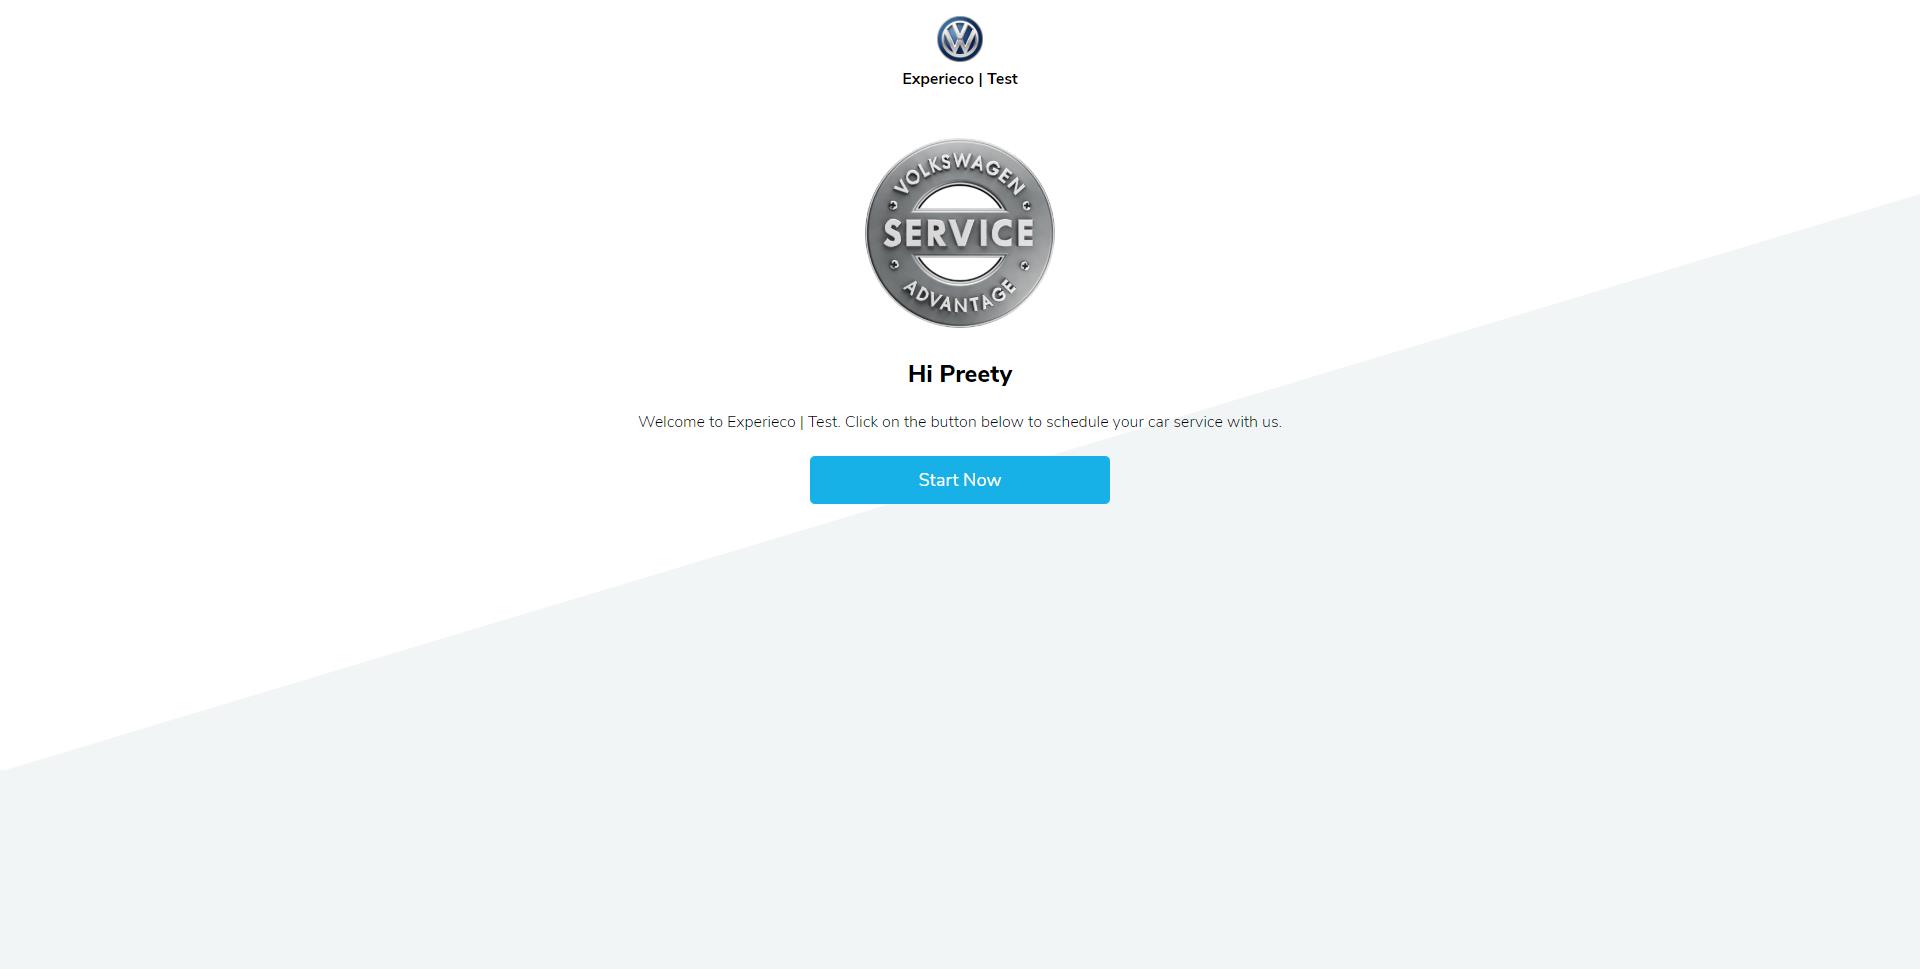 Experieco | Test
VOLKSWAGEN
SERVICE
ADVANTAGE
Hi Preety
Welcome to Experieco | Test. Click on the button below to schedule your car service with us.
Start Now